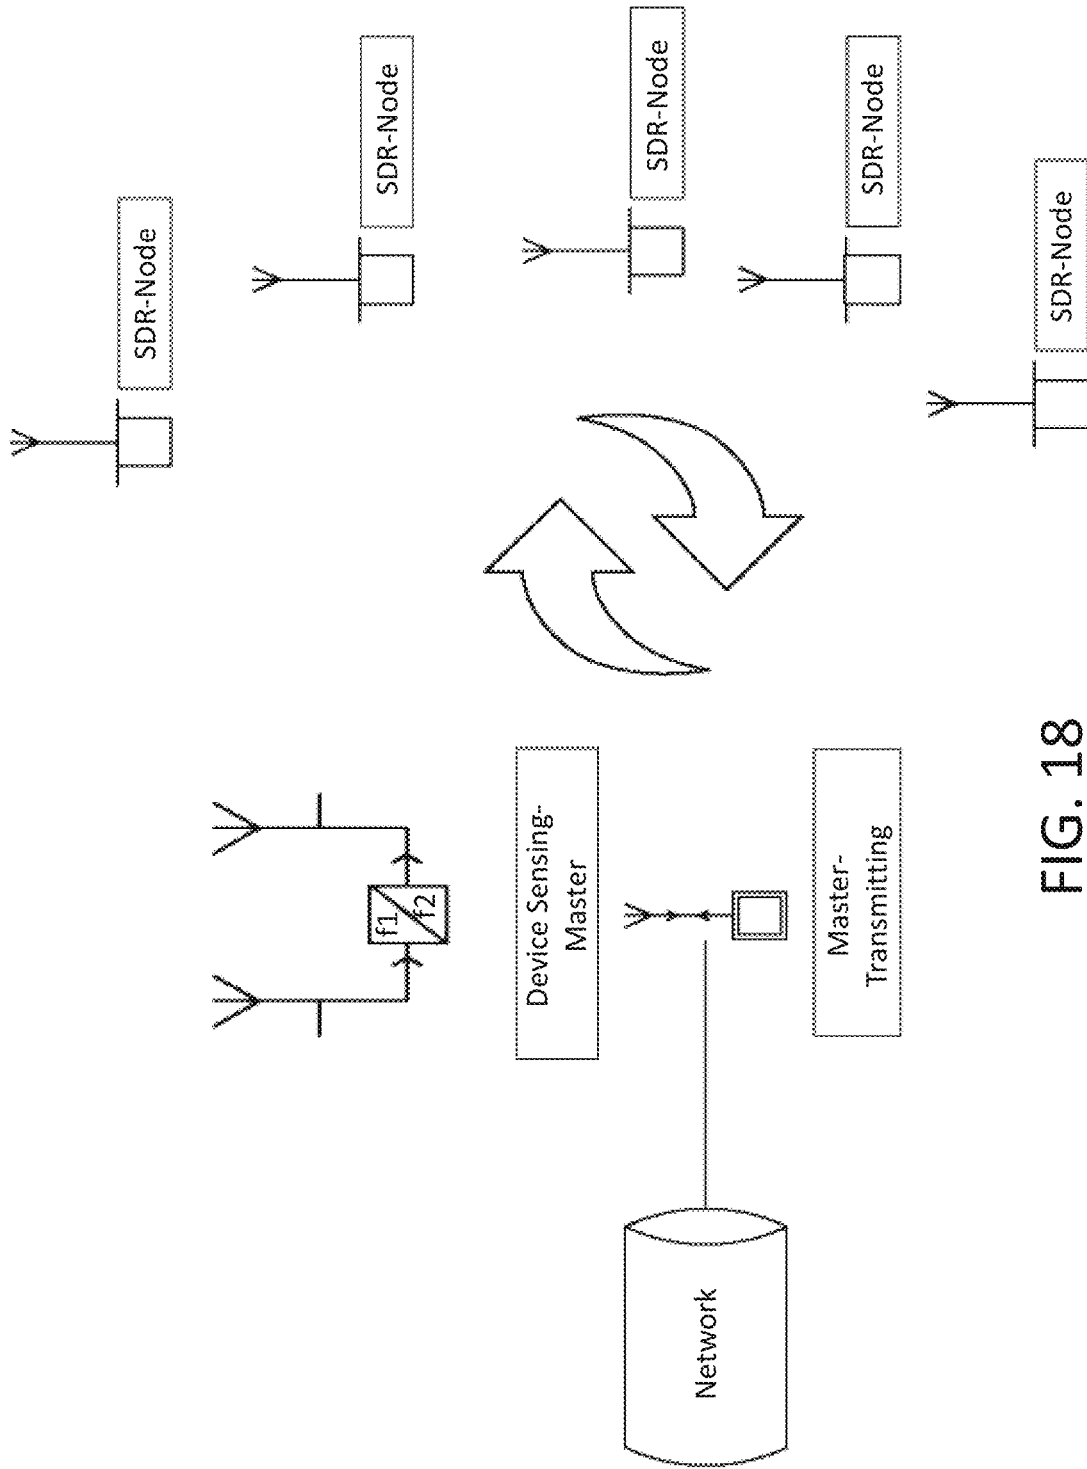 SDR-Node
SDR-Node
SDR-Node
SDR-Node
SDR-Node
f1
f2
Device Sensing-
Master
Master-
Transmitting
Network
FIG. 18